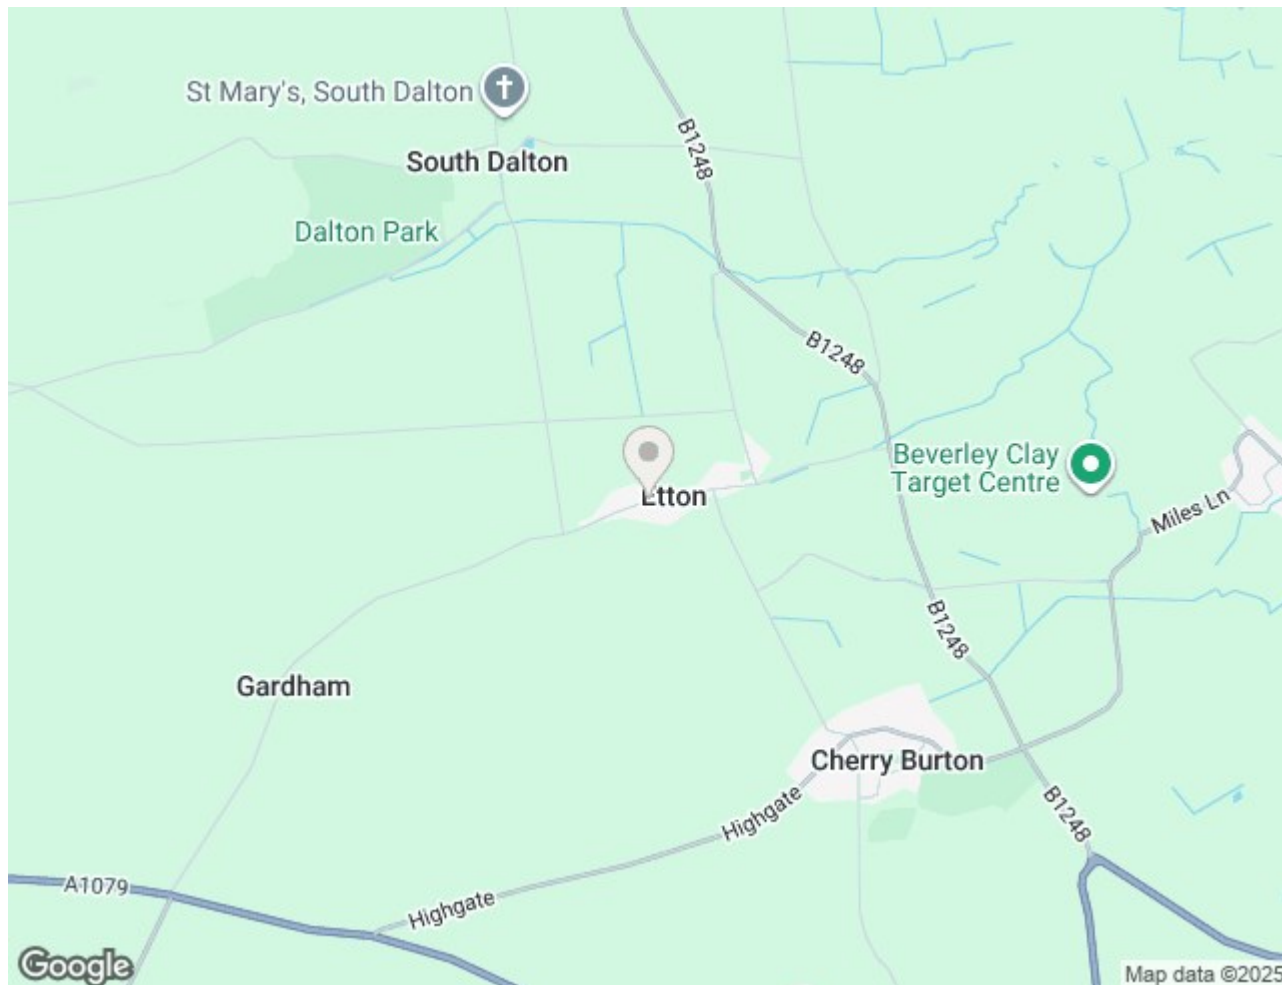 St Mary's, South Dalton
South Dalton
B1248
Dalton Park
B1248
Beverley Clay
Target Centre
Etton
Miles Ln
B1248
Gardham
Cherry Burton
Highgate
B1248
A1079
Highgate
Google
Map data ©2025